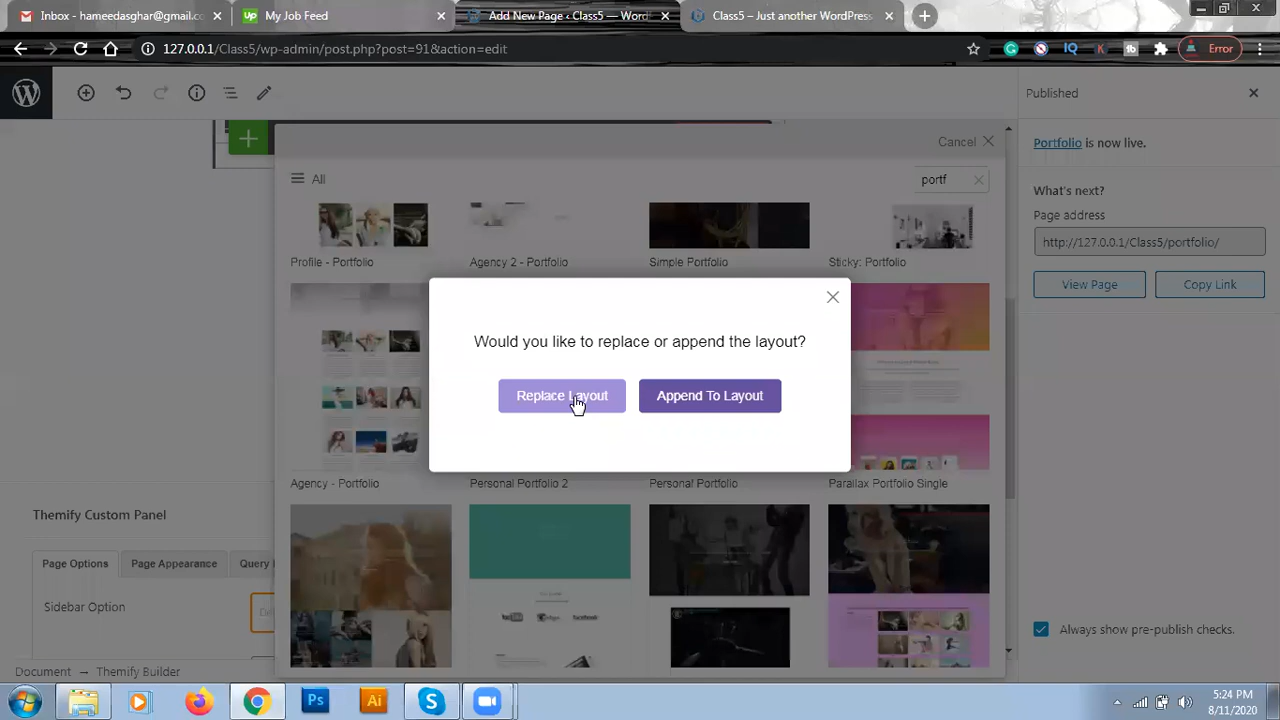 Inbox - hameedasghar@gmail
My Job Feed
Add New Page ‹ Class5 — Word
Class5 – Just another WordPress
127.0.0.1/Class5/wp-admin/post.php?post=91&action=edit
Error
Published
Cancel
Portfolio is now live.
All
portf
What's next?
Page address
http://127.0.0.1/Class5/portfolio/
Profile - Portfolio
Agency 2 - Portfolio
Simple Portfolio
Sticky: Portfolio
View Page
Copy Link
Would you like to replace or append the layout?
Replace Layout
Append To Layout
Agency - Portfolio
Personal Portfolio 2
Personal Portfolio
Parallax Portfolio Single
Themify Custom Panel
Page Options
Page Appearance
Query
Sidebar Option
Always show pre-publish checks.
Document → Themify Builder
5:24 PM
8/11/2020